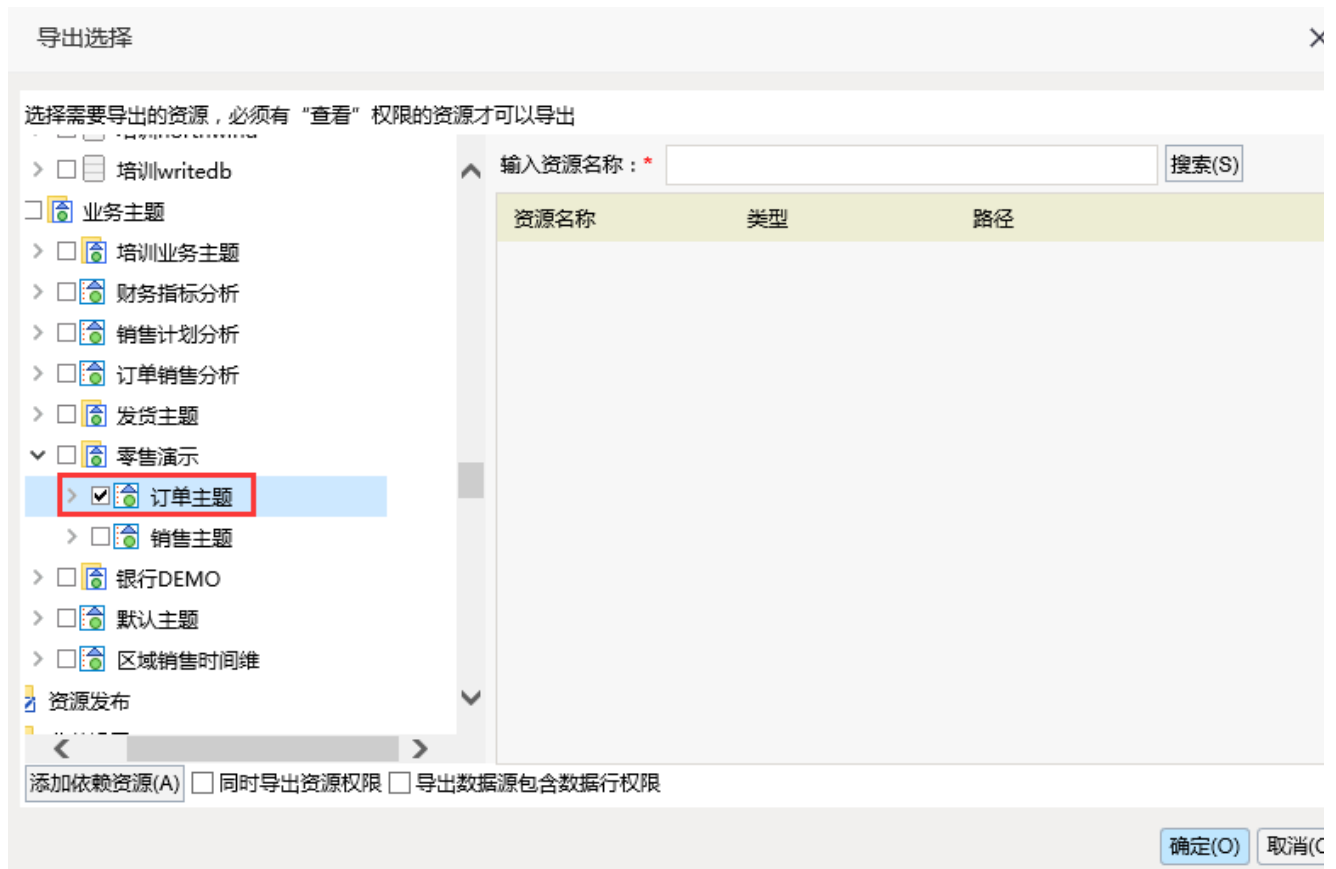 导出选择
选择需要导出的资源，必须有“查看”权限的资源才可以导出
培训writedb
业务主题
培训业务主题
财务指标分析
销售计划分析
订单销售分析
发货主题
零售演示
订单主题
销售主题
银行DEMO
默认主题
区域销售时间维
资源发布
输入资源名称：* 搜索(S)
资源名称 类型 路径
添加依赖资源(A) 同时导出资源权限 导出数据源包含数据行权限
确定(O) 取消(